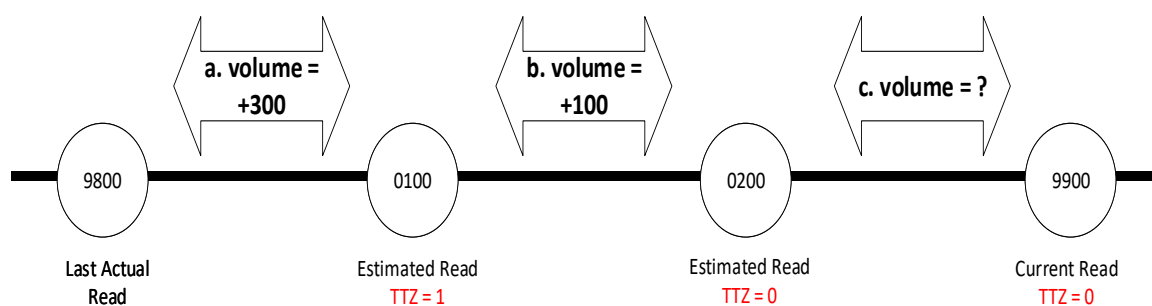 a. volume =
+300
b. volume =
+100
c. volume = ?
9800
0100
0200
9900
Last Actual
Read
Estimated Read
TTZ = 1
Estimated Read
TTZ = 0
Current Read
TTZ = 0